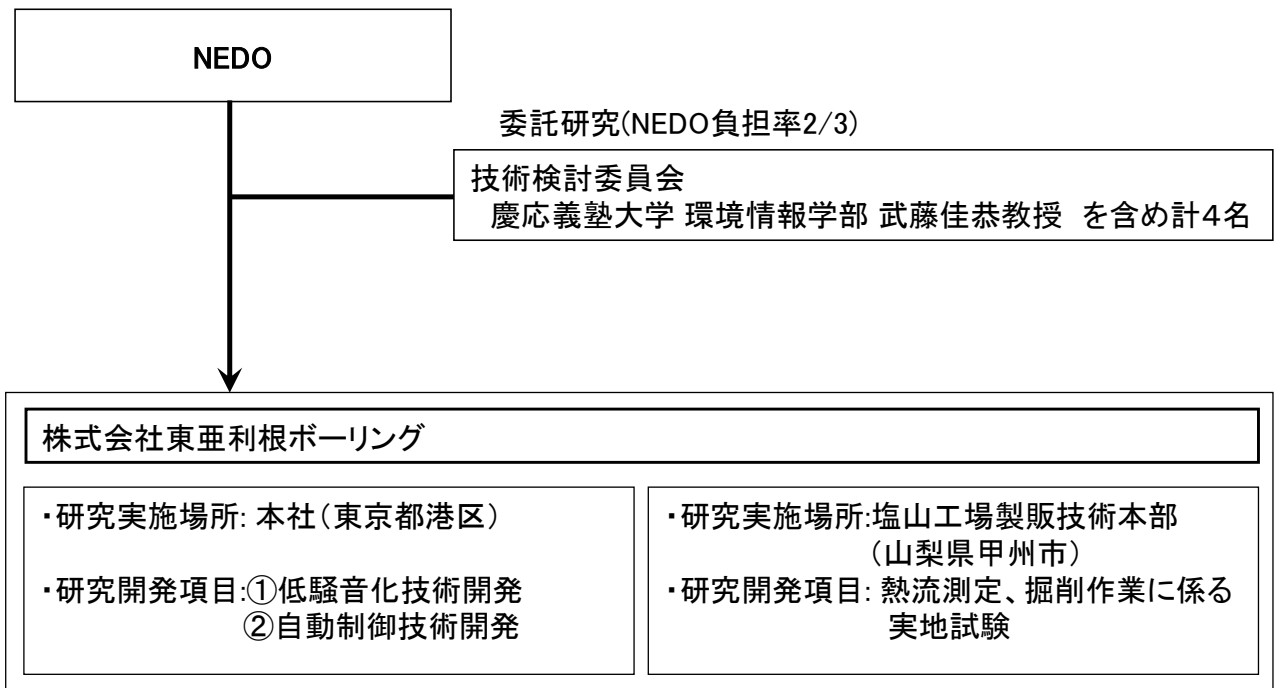 NEDO
委託研究(NEDO負担率2/3)
技術検討委員会
慶応義塾大学 環境情報学部 武藤佳恭教授 を含め計4名
株式会社東亜利根ボーリング
・研究実施場所: 本社（東京都港区）
・研究開発項目:①低騒音化技術開発
②自動制御技術開発
・研究実施場所:塩山工場製販技術本部
（山梨県甲州市）
・研究開発項目: 熱流測定、掘削作業に係る
実地試験